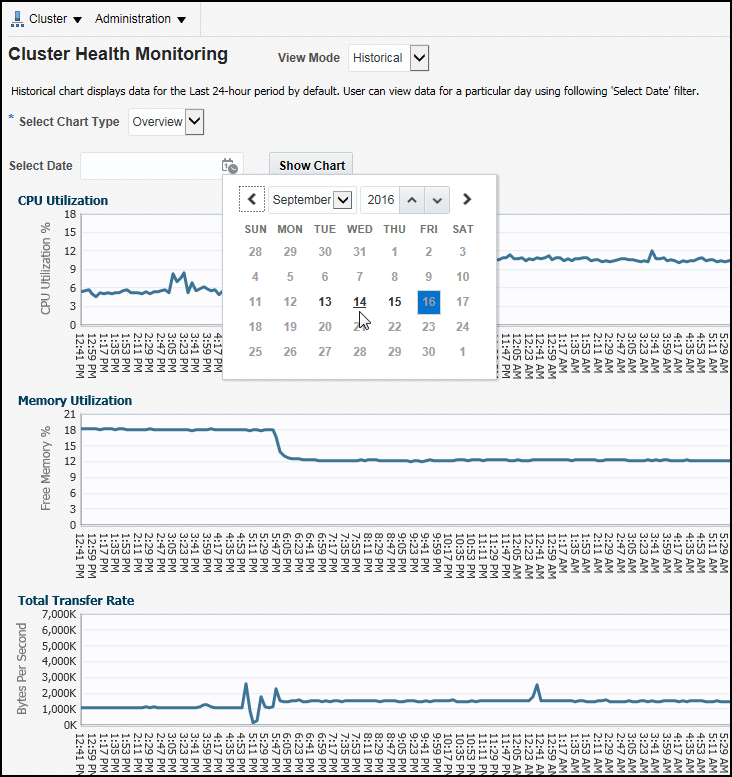 Cluster Administration
Cluster Health Monitoring
View Mode Historical
Historical chart displays data for the Last 24-hour period by default. User can view data for a particular day using following 'Select Date' filter.
* Select Chart Type Overview
Select Date Show Chart
September 2016
SUN MON TUE WED THU FRI SAT
28 29 30 31 1 2 3
4 5 6 7 8 9 10
11 12 13 14 15 16 17
18 19 20 22 23 24
25 26 27 28 29 30 1
CPU Utilization
CPU Utilization %
18
15
12
9
6
3
0
12:41 PM 12:59 PM 1:17 PM 1:35 PM 1:53 PM 2:11 PM 2:29 PM 2:47 PM 3:05 PM 3:23 PM 3:41 PM 3:59 PM 4:17 PM 11:47 PM 12:05 AM 12:23 AM 12:41 AM 12:59 AM 1:17 AM 1:35 AM 1:53 AM 2:11 AM 2:29 AM 2:47 AM 3:05 AM 3:23 AM 3:41 AM 3:59 AM 4:17 AM 4:35 AM 4:53 AM 5:11 AM 5:29 AM
Memory Utilization
Free Memory %
21
18
15
12
9
6
3
0
12:41 PM 12:59 PM 1:17 PM 1:35 PM 1:53 PM 2:11 PM 2:29 PM 2:47 PM 3:05 PM 3:23 PM 3:41 PM 3:59 PM 4:17 PM 4:35 PM 4:53 PM 5:11 PM 5:29 PM 5:47 PM 6:05 PM 6:23 PM 6:41 PM 6:59 PM 7:17 PM 7:35 PM 7:53 PM 8:11 PM 8:29 PM 8:47 PM 9:05 PM 9:23 PM 9:41 PM 9:59 PM 10:17 PM 10:35 PM 10:53 PM 11:11 PM 11:29 PM 11:47 PM 12:05 AM 12:23 AM 12:41 AM 12:59 AM 1:17 AM 1:35 AM 1:53 AM 2:11 AM 2:29 AM 2:47 AM 3:05 AM 3:23 AM 3:41 AM 3:59 AM 4:17 AM 4:35 AM 4:53 AM 5:11 AM 5:29 AM
Total Transfer Rate
Bytes Per Second
7,000K
6,000K
5,000K
4,000K
3,000K
2,000K
1,000K
0K
12:41 PM 12:59 PM 1:17 PM 1:35 PM 1:53 PM 2:11 PM 2:29 PM 2:47 PM 3:05 PM 3:23 PM 3:41 PM 3:59 PM 4:17 PM 4:35 PM 4:53 PM 5:11 PM 5:29 PM 5:47 PM 6:05 PM 6:23 PM 6:41 PM 6:59 PM 7:17 PM 7:35 PM 7:53 PM 8:11 PM 8:29 PM 8:47 PM 9:05 PM 9:23 PM 9:41 PM 9:59 PM 10:17 PM 10:35 PM 10:53 PM 11:11 PM 11:29 PM 11:47 PM 12:05 AM 12:23 AM 12:41 AM 12:59 AM 1:17 AM 1:35 AM 1:53 AM 2:11 AM 2:29 AM 2:47 AM 3:05 AM 3:23 AM 3:41 AM 3:59 AM 4:17 AM 4:35 AM 4:53 AM 5:11 AM 5:29 AM